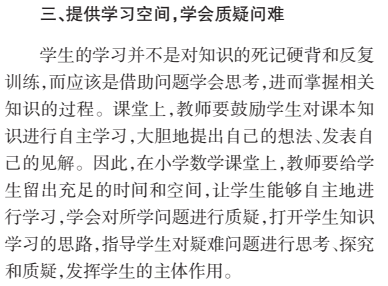 三、提供学习空间,学会质疑问难
学生的学习并不是对知识的死记硬背和反复
训练,而应该是借助问题学会思考,进而掌握相关
知识的过程。课堂上,教师要鼓励学生对课本知
识进行自主学习,大胆地提出自己的想法、发表自
己的见解。因此,在小学数学课堂上,教师要给学
生留出充足的时间和空间,让学生能够自主地进
行学习,学会对所学问题进行质疑,打开学生知识
学习的思路,指导学生对疑难问题进行思考、探究
和质疑,发挥学生的主体作用。